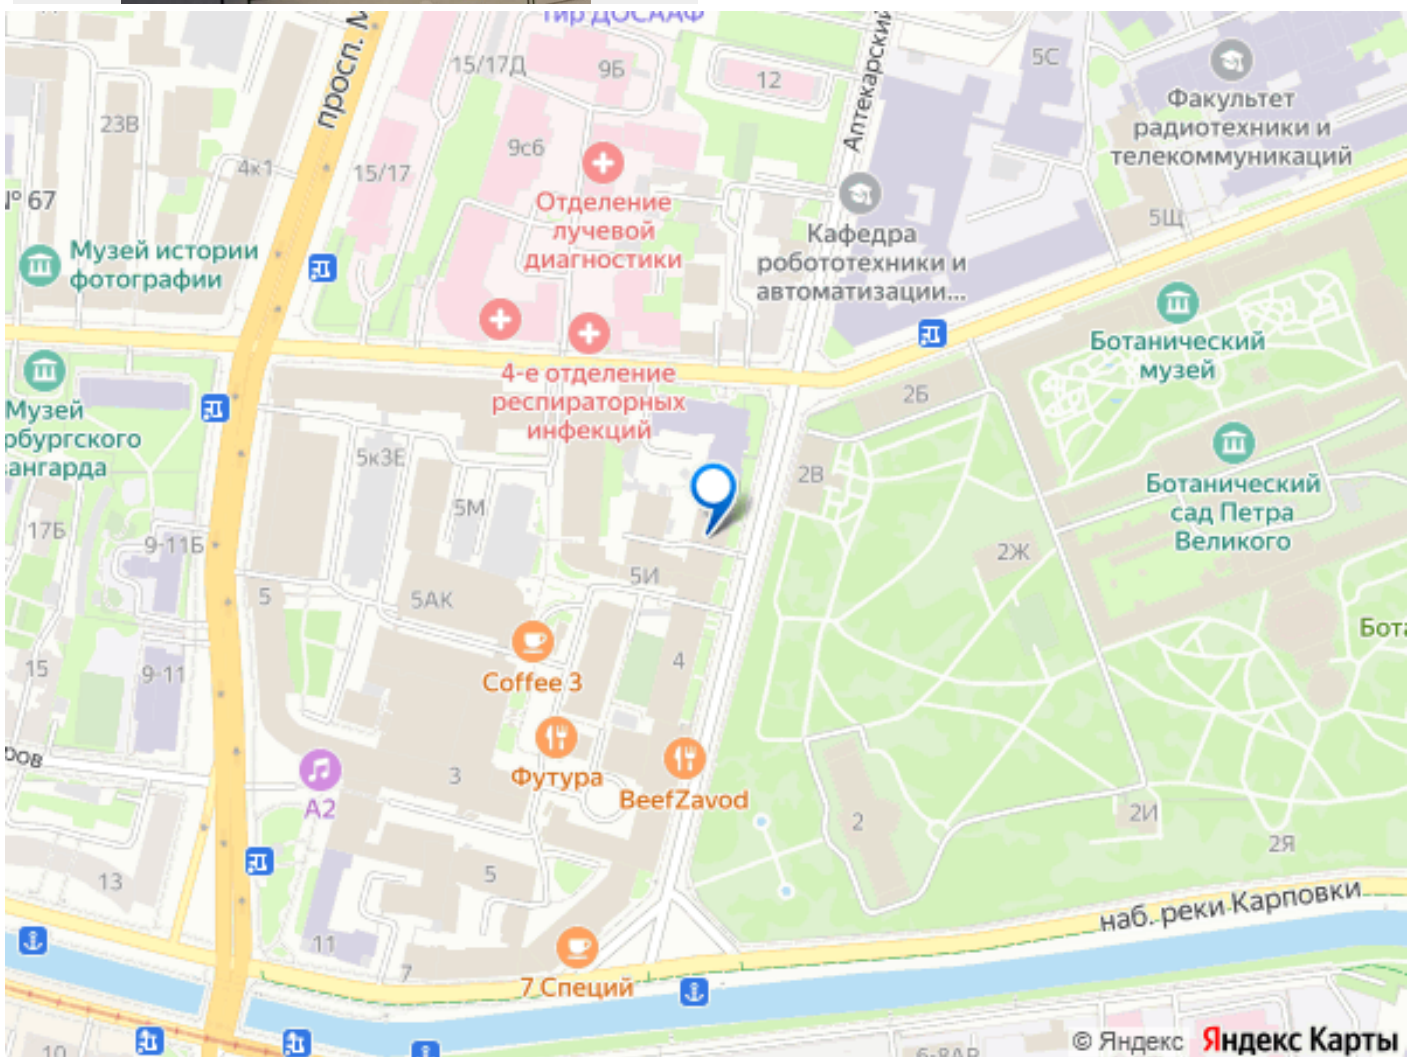 Тир ДОСААФ
просп. М
15/17Д
9Б
12
Аптекарский
5С
Факультет
радиотехники и
телекоммуникаций
23В
4к1
15/17
9с6
№ 67
Музей истории
фотографии
Отделение
лучевой
диагностики
Кафедра
робототехники и
автоматизации...
5Щ
Ботанический
музей
4-е отделение
респираторных
инфекций
2Б
Музей
рбургского
вангарда
5к3Е
5М
2В
Ботанический
сад Петра
Великого
17Б
9-11Б
5
5АК
5И
2Ж
Бота
15
9-11
Coffee 3
4
ров
А2
3
Футура
BeefZavod
2
2И
2Я
13
5
11
7
7 Специй
наб. реки Карповки
10
6-8АР
© Яндекс Яндекс Карты